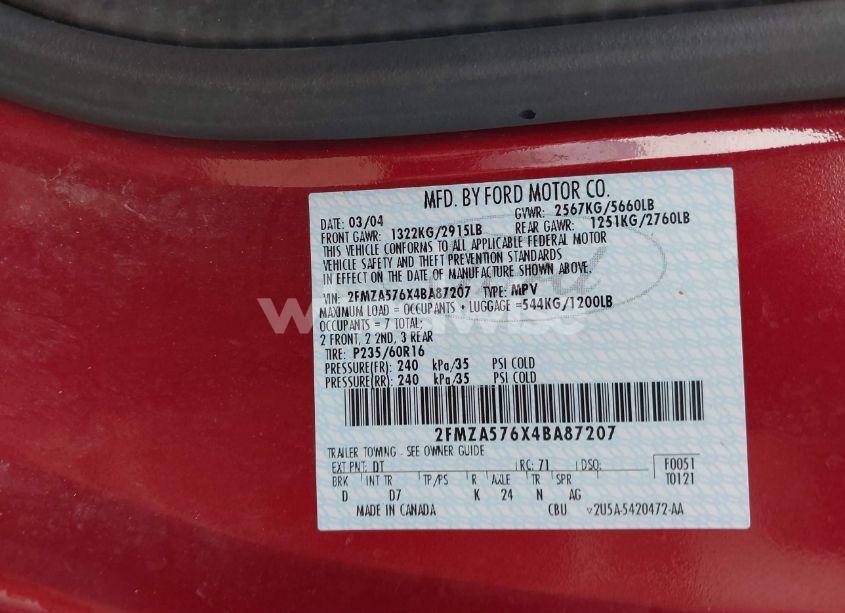 MFD. BY FORD MOTOR CO.
DATE: 03/04 GVWR: 2567KG/5660LB
FRONT GAWR: 1322KG/2915LB REAR GAWR: 1251KG/2760LB
THIS VEHICLE CONFORMS TO ALL APPLICABLE FEDERAL MOTOR
VEHICLE SAFETY AND THEFT PREVENTION STANDARDS
IN EFFECT ON THE DATE OF MANUFACTURE SHOWN ABOVE.
VIN: 2FMZA576X4BA87207 TYPE: MPV
MAXIMUM LOAD = OCCUPANTS + LUGGAGE =544KG/1200LB
OCCUPANTS = 7 TOTAL;
2 FRONT, 2 2ND, 3 REAR
TIRE: P235/60R16
PRESSURE(FR): 240 kPa/35 PSI COLD
PRESSURE(RR): 240 kPa/35 PSI COLD
2FMZA576X4BA87207
TRAILER TOWING - SEE OWNER GUIDE
EXT PNT: DT RC: 71 DSO: F0051
BRK INT TR TP/PS R AXLE TR SPR T0121
D D7 K 24 N AG
MADE IN CANADA CBU v2U5A-5420472-AA